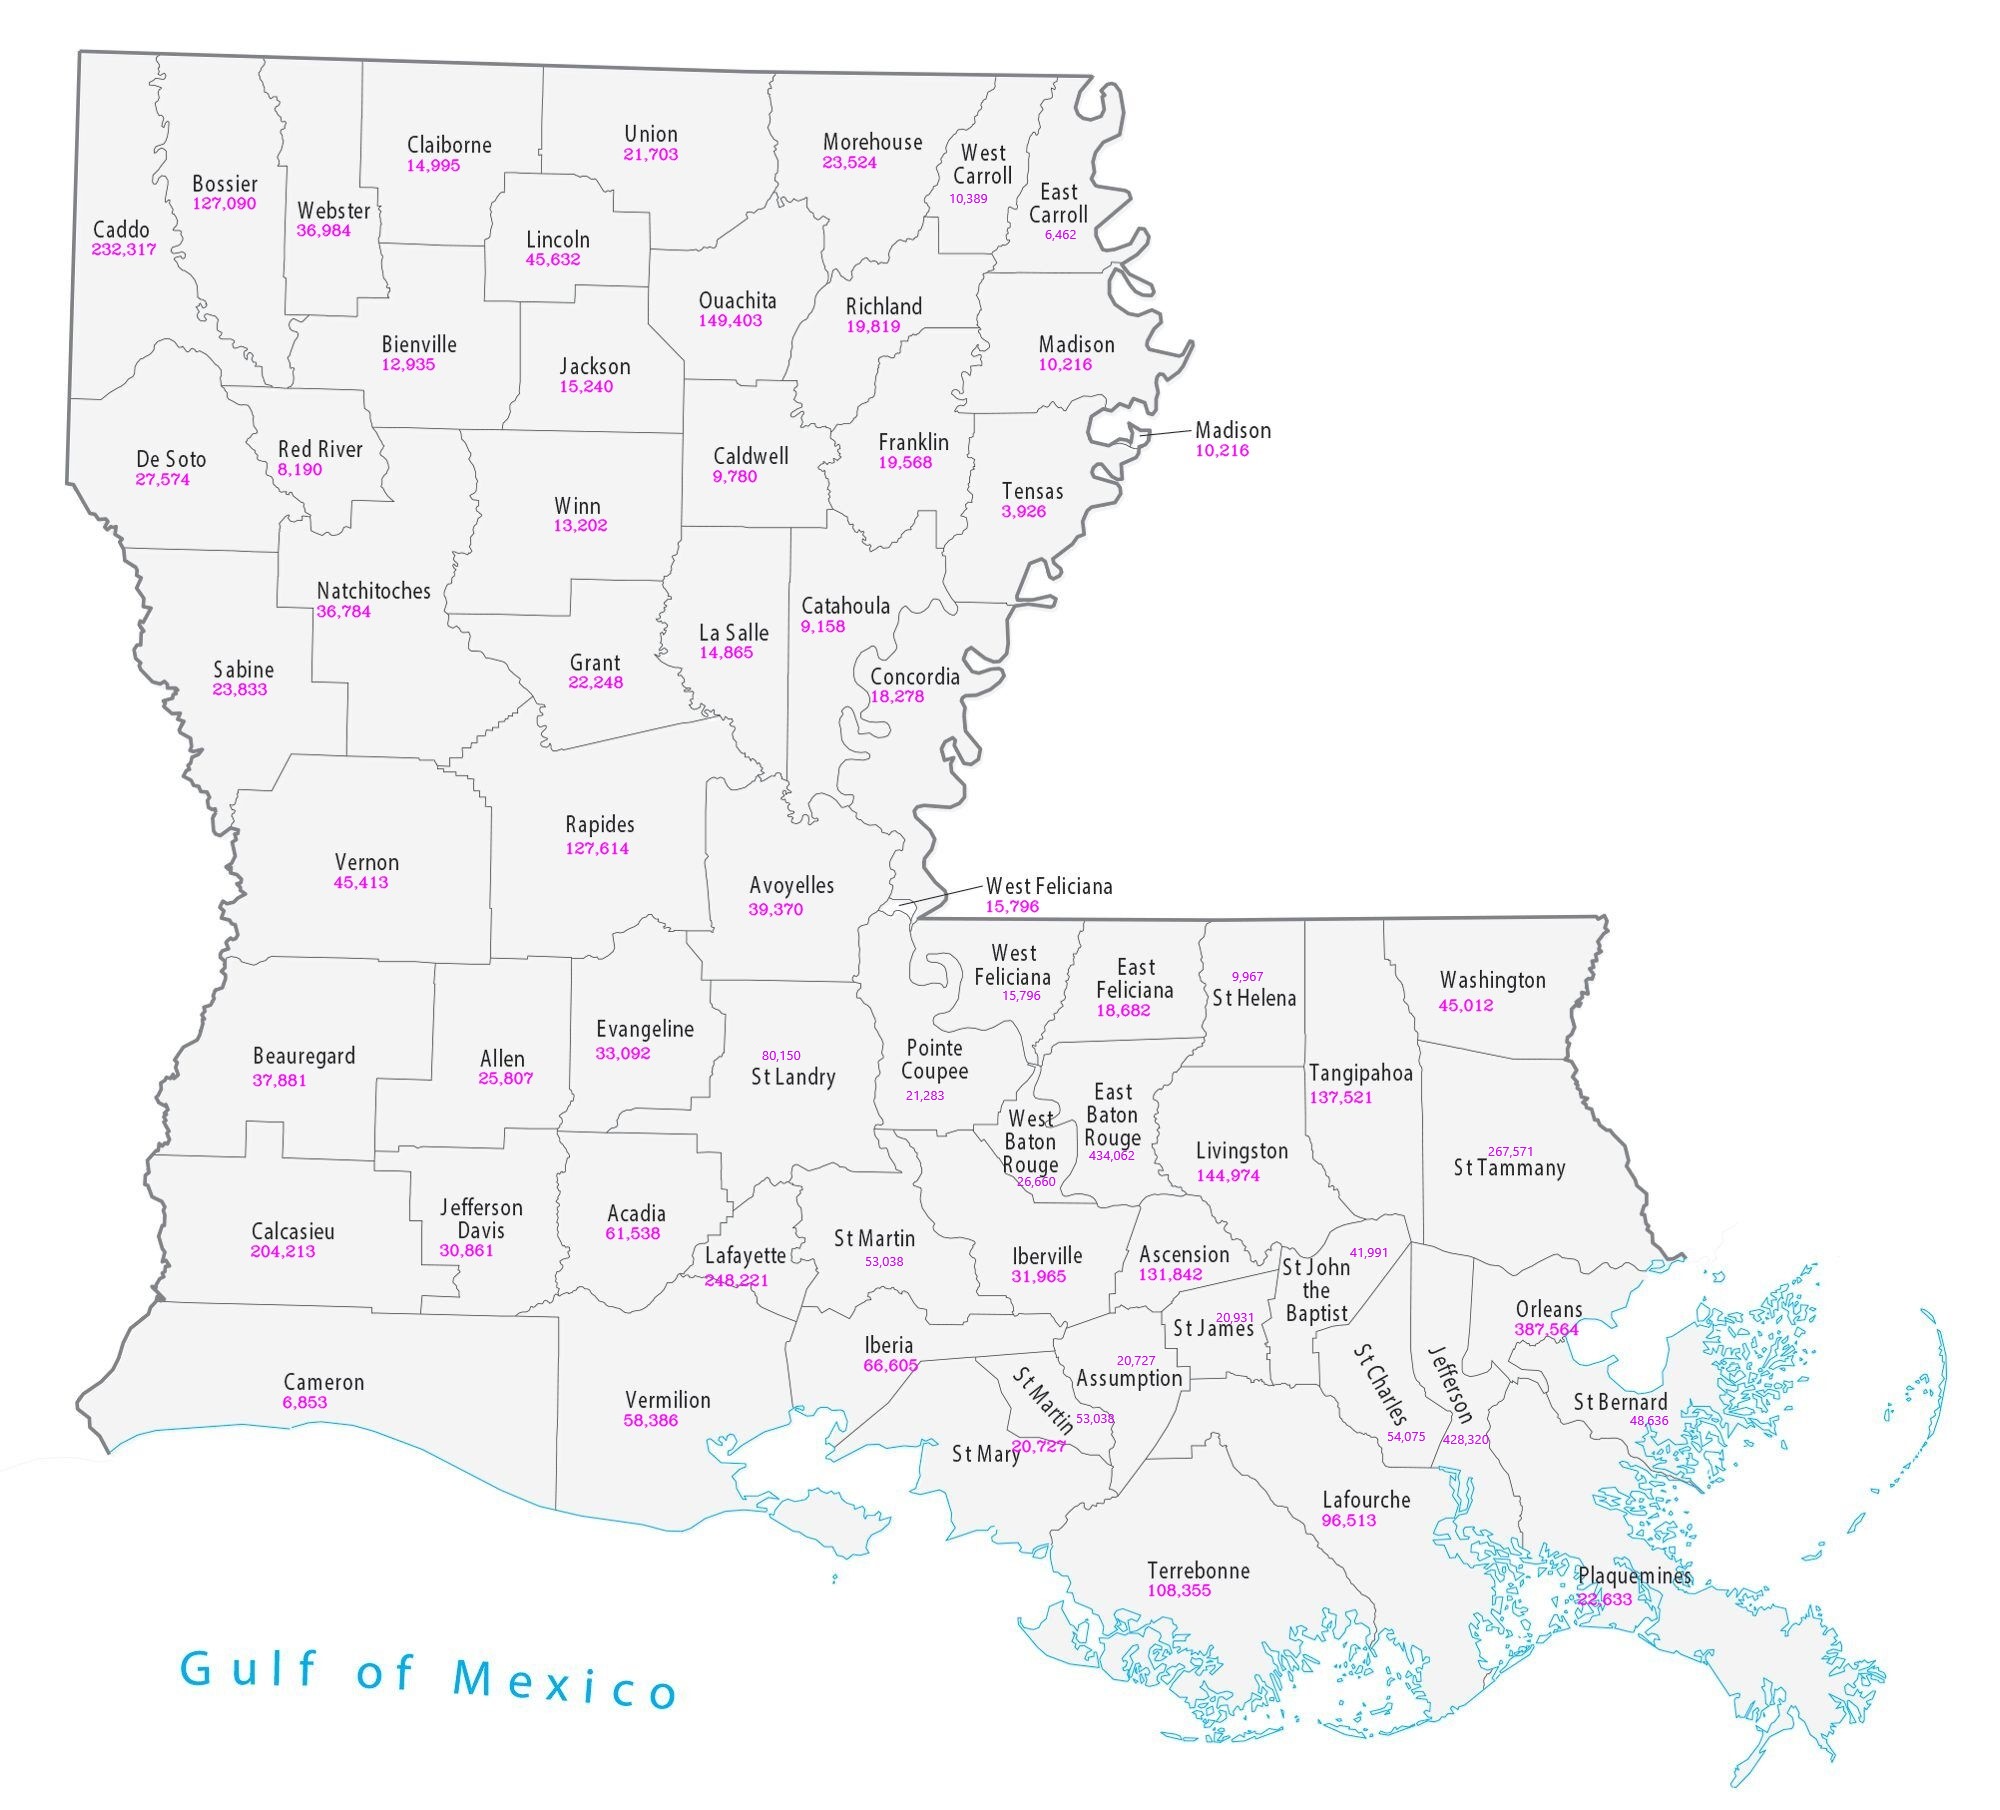 Claiborne
14,995
Union
21,703
Morehouse
23,524
West
Carroll
10,389
East
Carroll
6,462
Bossier
127,090
Webster
36,984
Caddo
232,317
Lincoln
45,632
Ouachita
149,403
Richland
19,819
Madison
10,216
Bienville
12,935
Jackson
15,240
De Soto
27,574
Red River
8,190
Caldwell
9,780
Franklin
19,568
Madison
10,216
Tensas
3,926
Winn
13,202
Natchitoches
36,784
Sabine
23,833
Grant
22,248
La Salle
14,865
Catahoula
9,158
Concordia
18,278
Vernon
45,413
Rapides
127,614
Avoyelles
39,370
West Feliciana
15,796
West
Feliciana
15,796
East
Feliciana
18,682
9,967
St Helena
Washington
45,012
Beauregard
37,881
Allen
25,807
Evangeline
33,092
80,150
St Landry
Pointe
Coupee
21,283
West
Baton
Rouge
26,660
East
Baton
Rouge
434,062
Livingston
144,974
Tangipahoa
137,521
267,571
St Tammany
Calcasieu
204,213
Jefferson
Davis
30,861
Acadia
61,538
Lafayette
248,221
St Martin
53,038
Iberville
31,965
Ascension
131,842
41,991
St John
the
Baptist
20,931
St James
Orleans
387,564
Cameron
6,853
Vermilion
58,386
Iberia
66,605
St Martin
53,038
20,727
Assumption
St Mary
20,727
St Charles
54,075
Jefferson
428,320
St Bernard
48,636
Lafourche
96,513
Terrebonne
108,355
Plaquemines
22,633
Gulf of Mexico